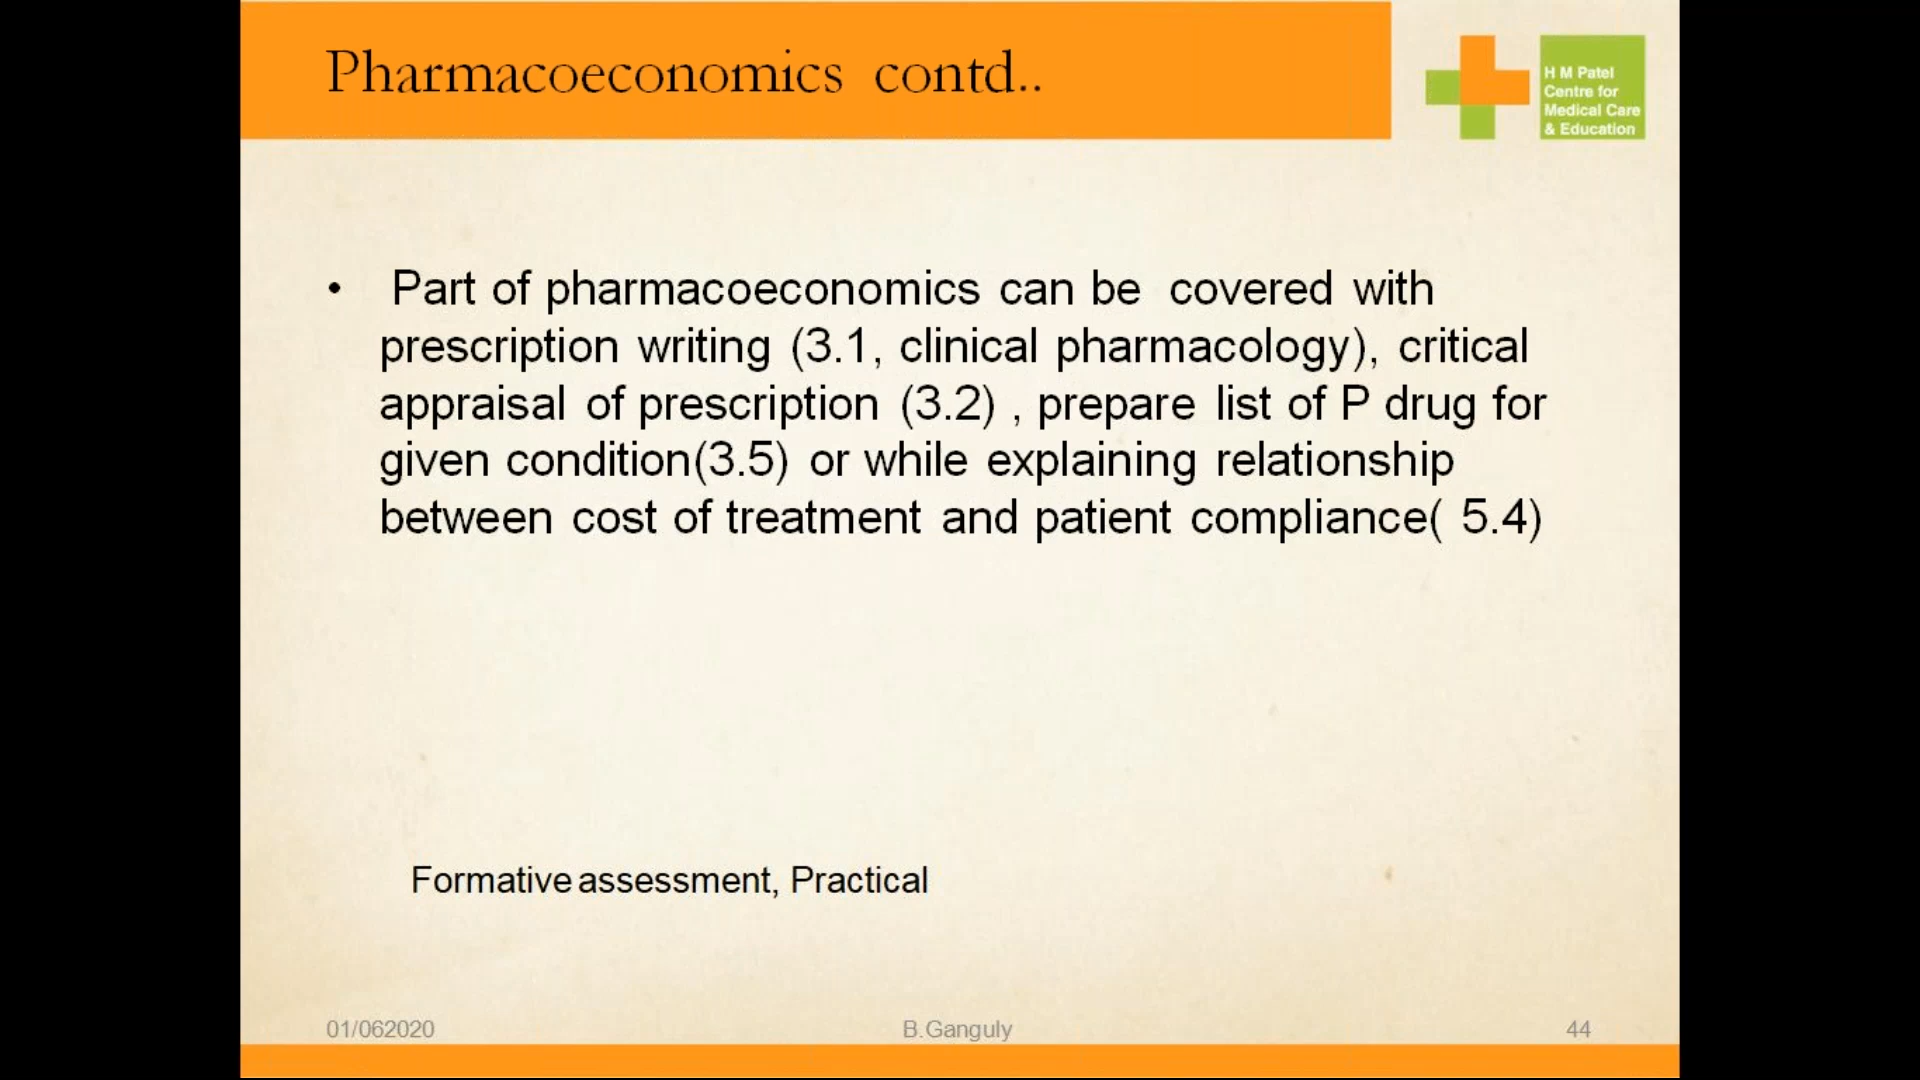 Pharmacoeconomics contd..
H M Patel
Centre for
Medical Care
& Education
• Part of pharmacoeconomics can be covered with
prescription writing (3.1, clinical pharmacology), critical
appraisal of prescription (3.2) , prepare list of P drug for
given condition(3.5) or while explaining relationship
between cost of treatment and patient compliance( 5.4)
Formative assessment, Practical
01/062020
B.Ganguly
44